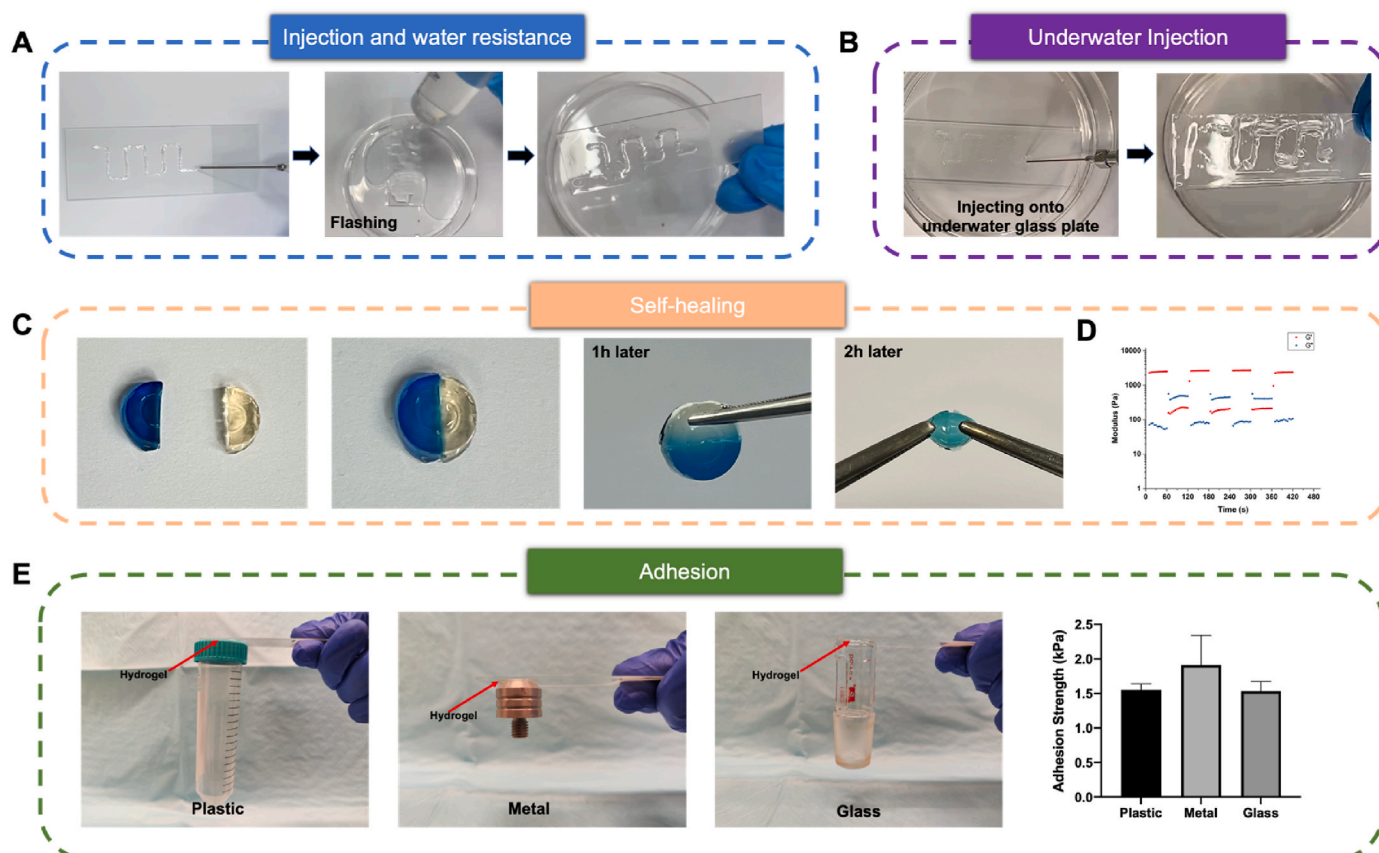 A
Injection and water resistance
Flashing
B
Underwater Injection
Injecting onto
underwater glass plate
C
Self-healing
1h later
2h later
D
G'
G"
Modulus (Pa)
10000
1000
100
10
1
0 60 120 180 240 300 360 420 480
Time (s)
E
Adhesion
Hydrogel
Plastic
Hydrogel
Metal
Hydrogel
Glass
Adhesion Strength (kPa)
2.5
2.0
1.5
1.0
0.5
0.0
Plastic Metal Glass